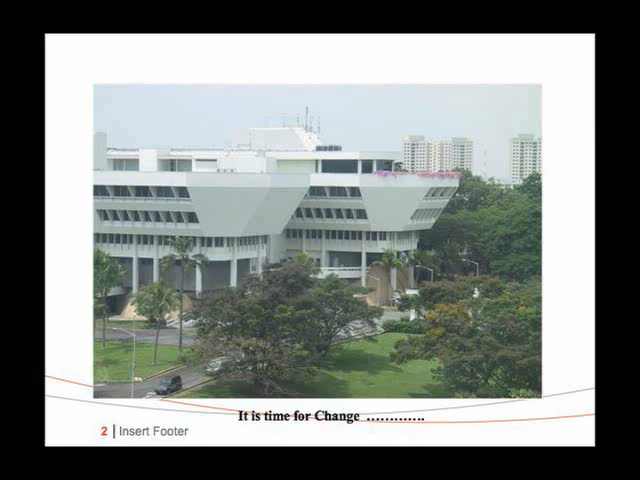 It is time for Change ………….
2 | Insert Footer